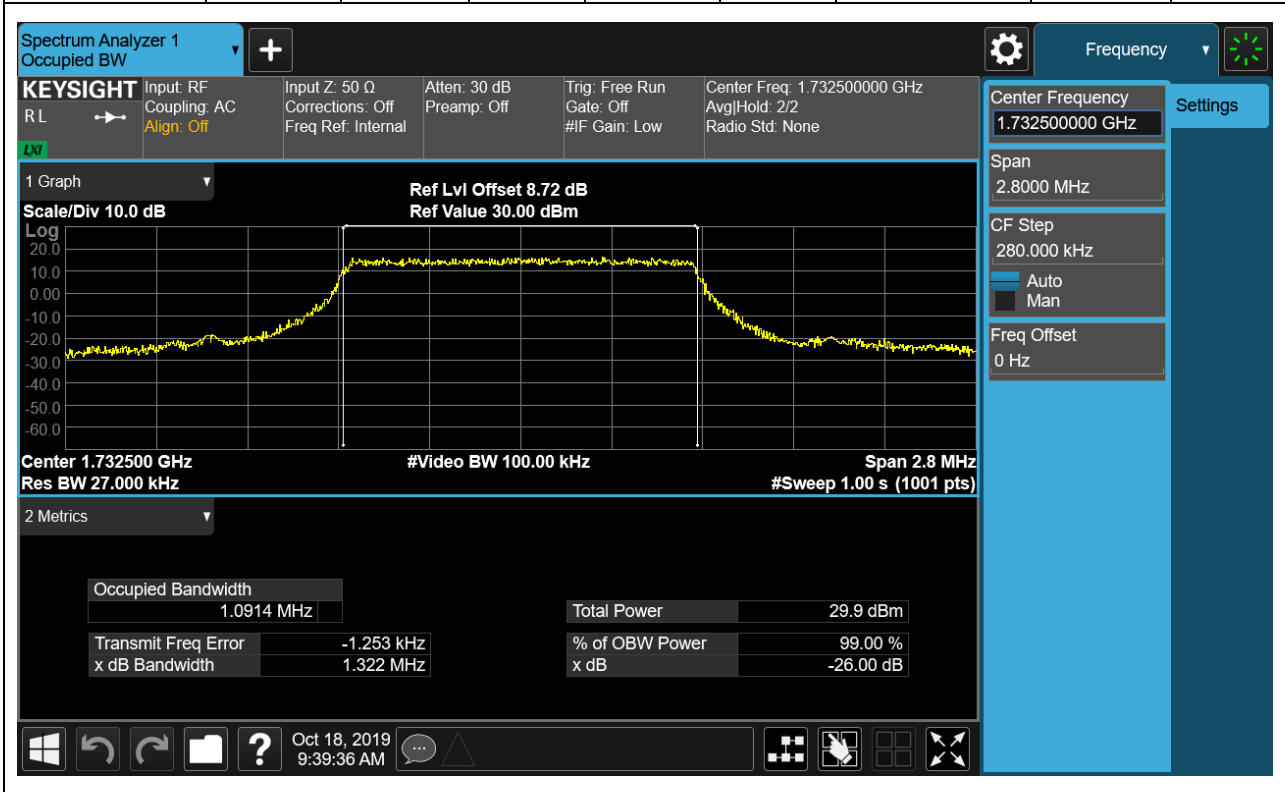 Spectrum Analyzer 1
Occupied BW
Frequency
KEYSIGHT
R L
LXI
Input: RF
Coupling: AC
Align: Off
Input Z: 50 Ω
Corrections: Off
Freq Ref: Internal
Atten: 30 dB
Preamp: Off
Trig: Free Run
Gate: Off
#IF Gain: Low
Center Freq: 1.732500000 GHz
Avg|Hold: 2/2
Radio Std: None
1 Graph
Scale/Div 10.0 dB
Ref Lvl Offset 8.72 dB
Ref Value 30.00 dBm
Log
20.0
10.0
0.00
-10.0
-20.0
-30.0
-40.0
-50.0
-60.0
Center 1.732500 GHz
#Video BW 100.00 kHz
Span 2.8 MHz
Res BW 27.000 kHz
#Sweep 1.00 s (1001 pts)
2 Metrics
Occupied Bandwidth
1.0914 MHz
Total Power 29.9 dBm
Transmit Freq Error -1.253 kHz
% of OBW Power 99.00 %
x dB Bandwidth 1.322 MHz
x dB -26.00 dB
?
Oct 18, 2019
9:39:36 AM
Center Frequency
1.732500000 GHz
Settings
Span
2.8000 MHz
CF Step
280.000 kHz
Auto
Man
Freq Offset
0 Hz